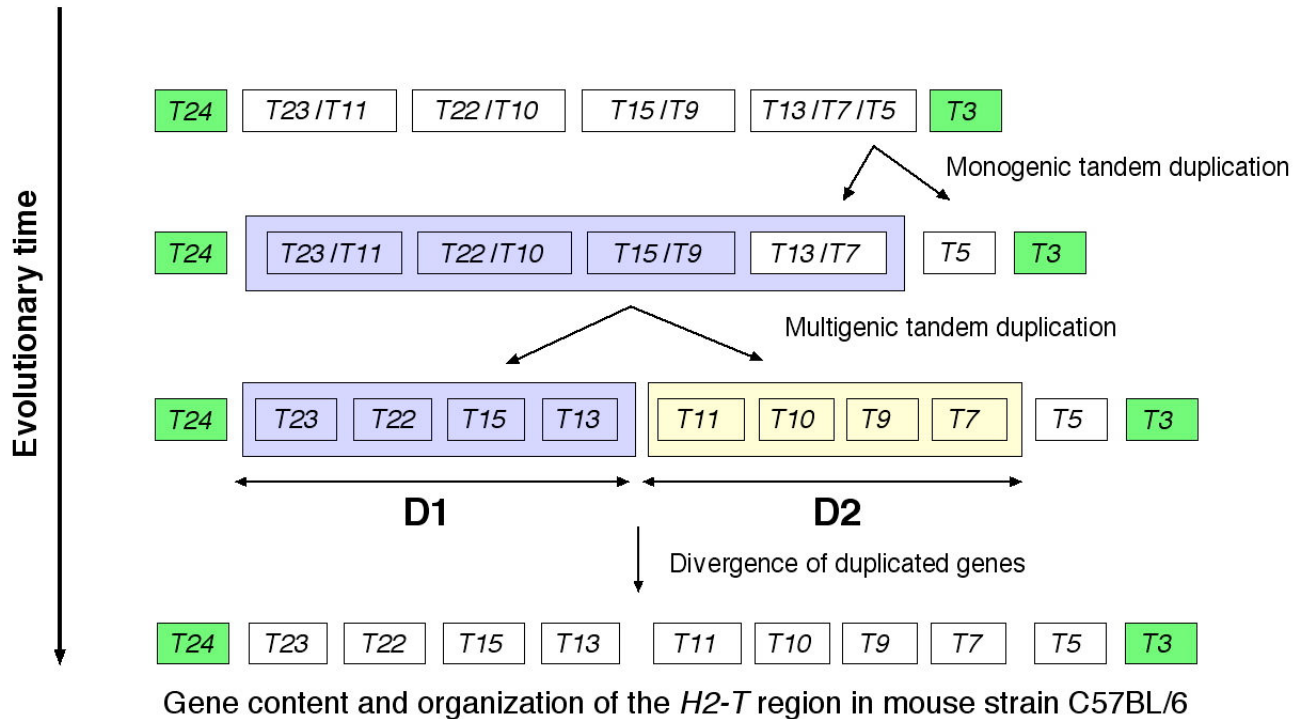 Evolutionary time
T24 T23/T11 T22/T10 T15/T9 T13/T7/T5 T3
Monogenic tandem duplication
T24 T23/T11 T22/T10 T15/T9 T13/T7 T5 T3
Multigenic tandem duplication
T24 T23 T22 T15 T13 T11 T10 T9 T7 T5 T3
D1 D2
Divergence of duplicated genes
T24 T23 T22 T15 T13 T11 T10 T9 T7 T5 T3
Gene content and organization of the H2-T region in mouse strain C57BL/6